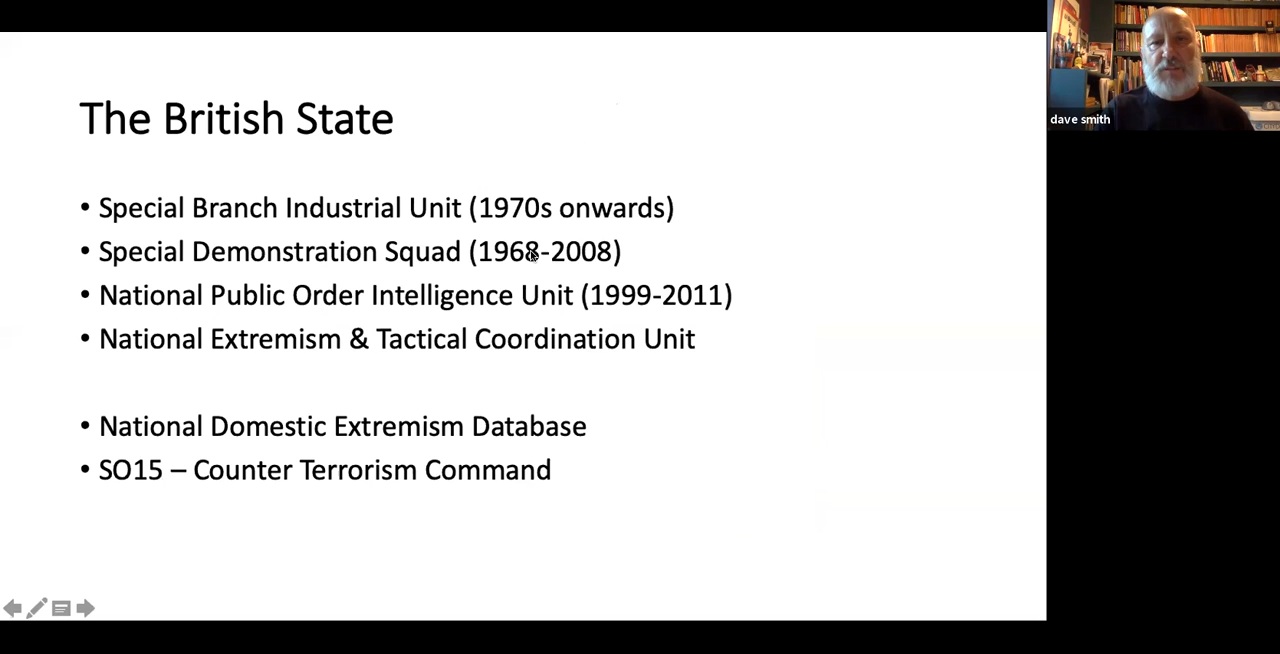 The British State
• Special Branch Industrial Unit (1970s onwards)
• Special Demonstration Squad (1968-2008)
• National Public Order Intelligence Unit (1999-2011)
• National Extremism & Tactical Coordination Unit
• National Domestic Extremism Database
• SO15 – Counter Terrorism Command
dave smith